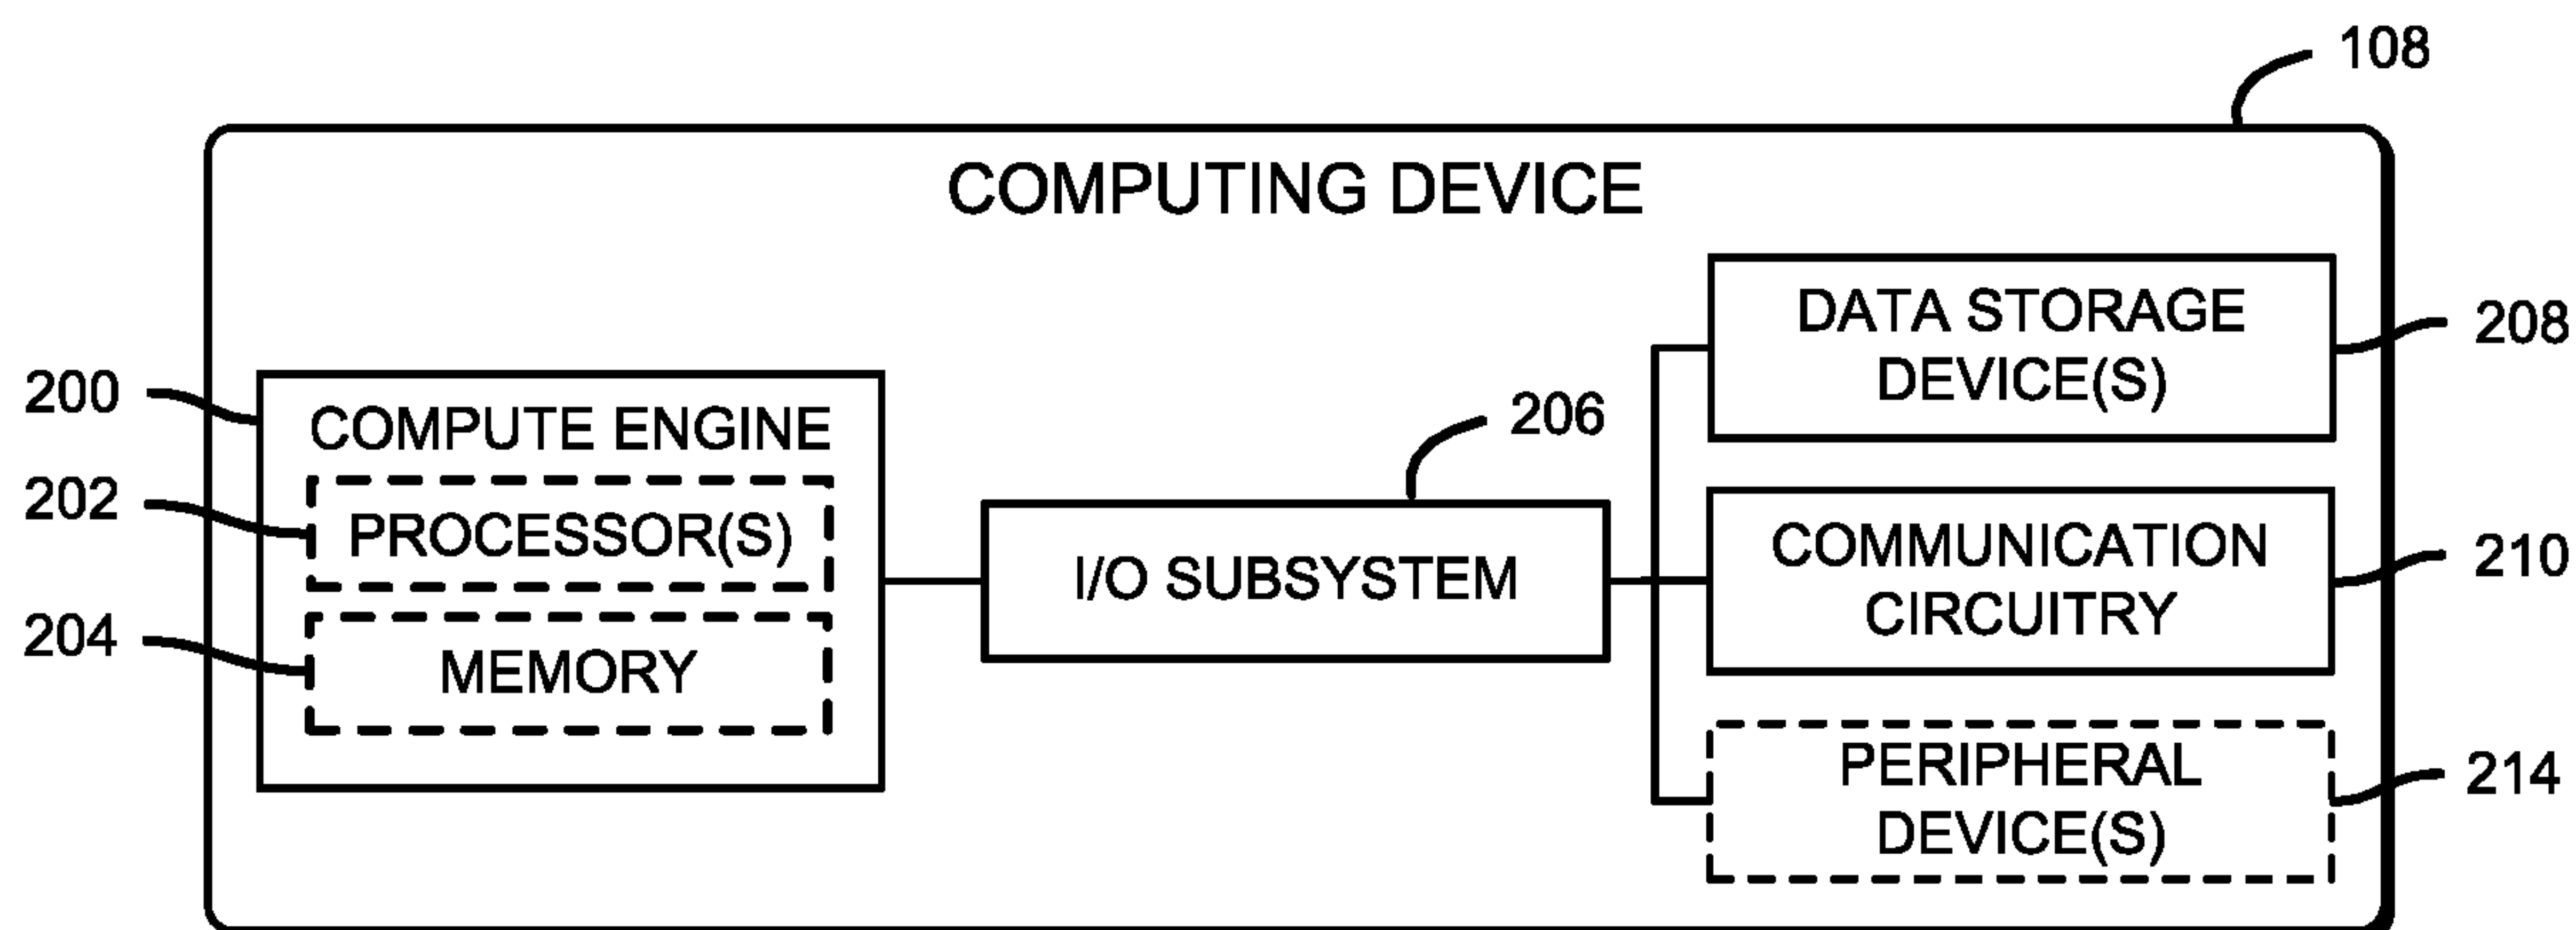 108
COMPUTING DEVICE
200
COMPUTE ENGINE
202
PROCESSOR(S)
204
MEMORY
206
I/O SUBSYSTEM
DATA STORAGE
DEVICE(S)
208
COMMUNICATION
CIRCUITRY
210
PERIPHERAL
DEVICE(S)
214